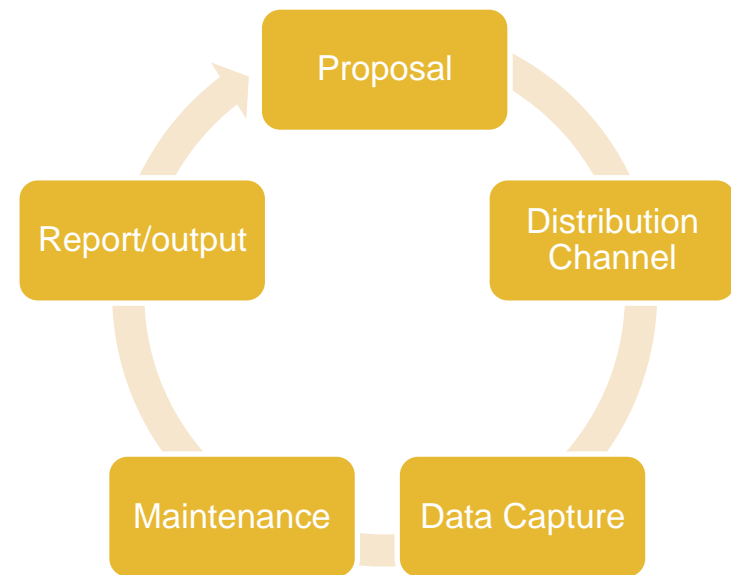 Proposal
Distribution
Channel
Data Capture
Maintenance
Report/output